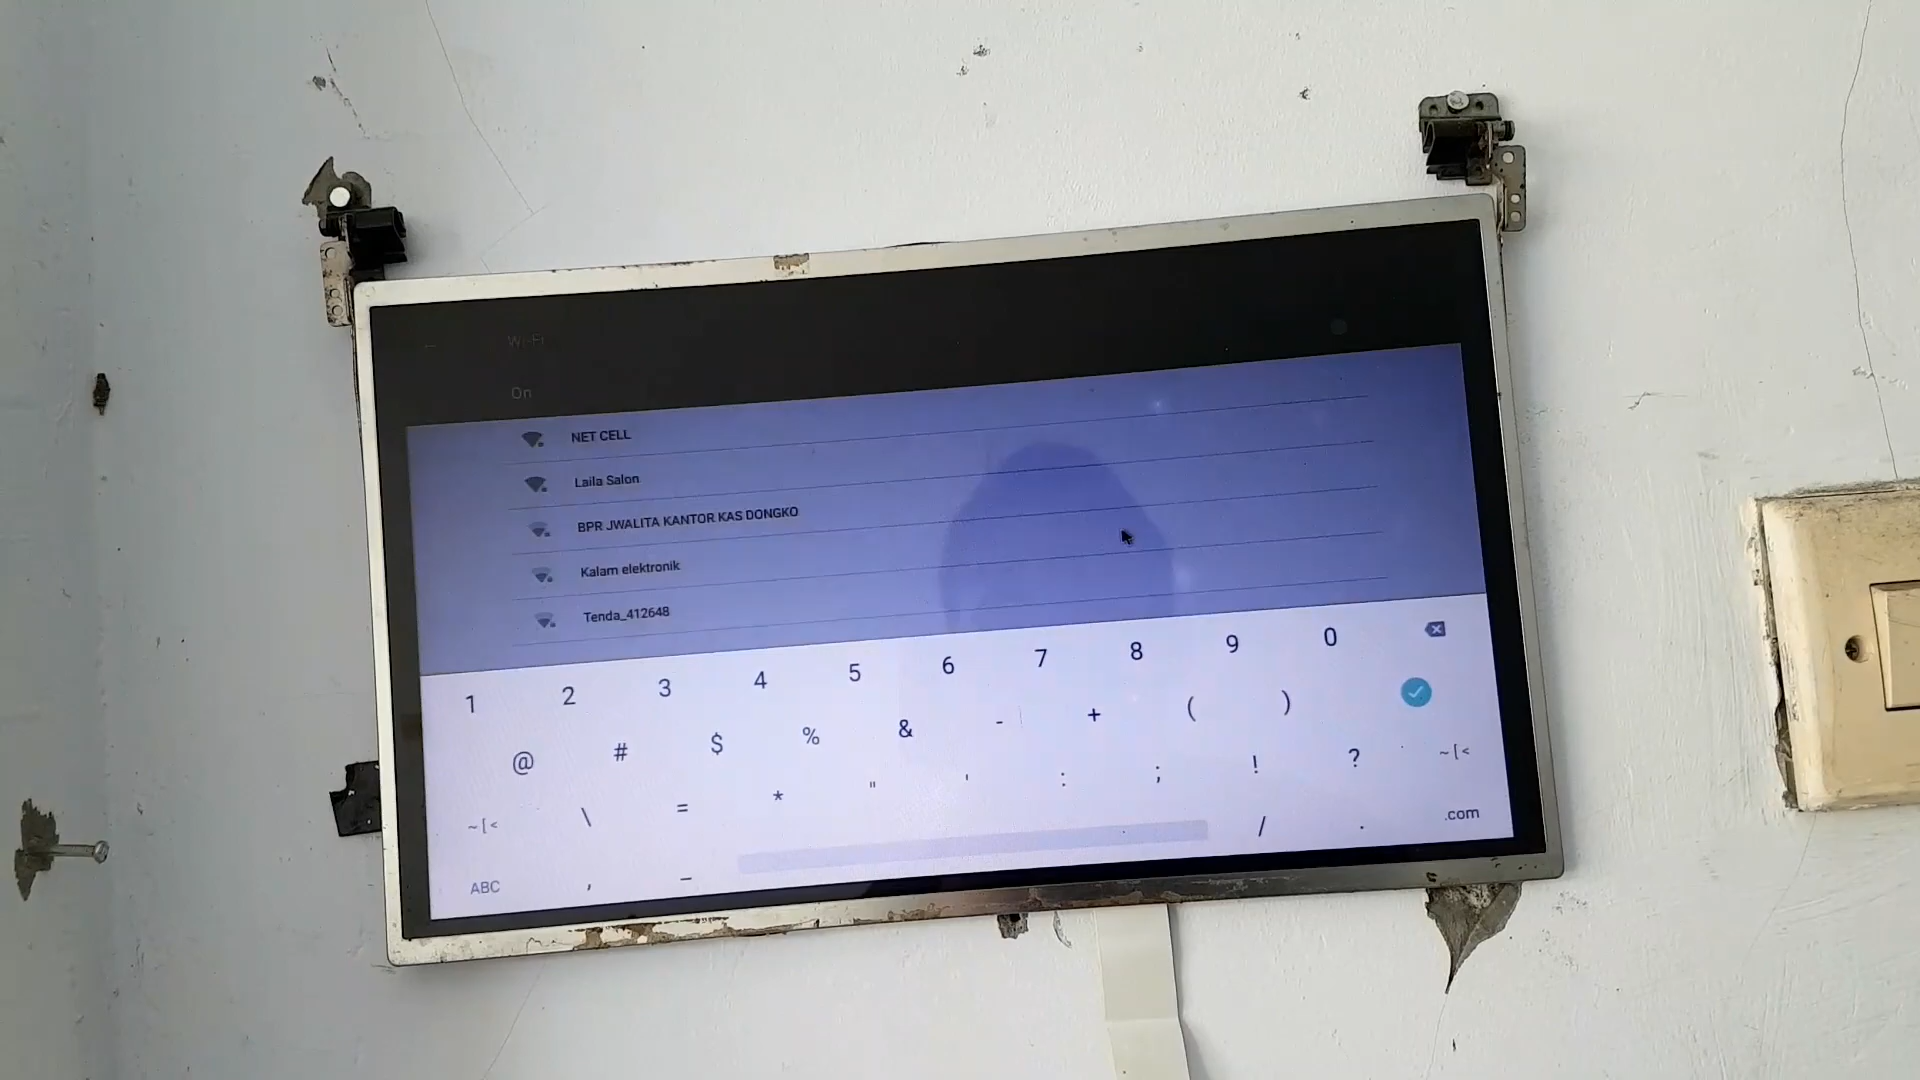 Wi-Fi
On
NET CELL
Laila Salon
BPR JWALITA KANTOR KAS DONGKO
Kalam elektronik
Tenda_412648
1 2 3 4 5 6 7 8 9 0
@ # $ % & - + ( )
~[< \ = * " ' : ; ! ? ~[<
ABC , _ / . .com